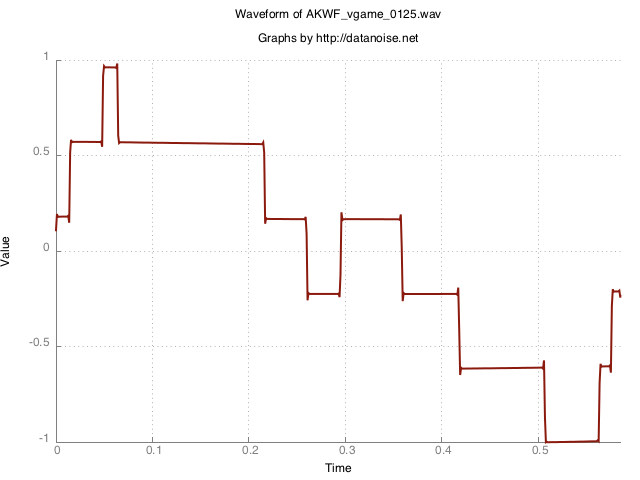 Waveform of AKWF_vgame_0125.wav
Graphs by http://datanoise.net
1
0.5
0
-0.5
-1
Value
0 0.1 0.2 0.3 0.4 0.5
Time